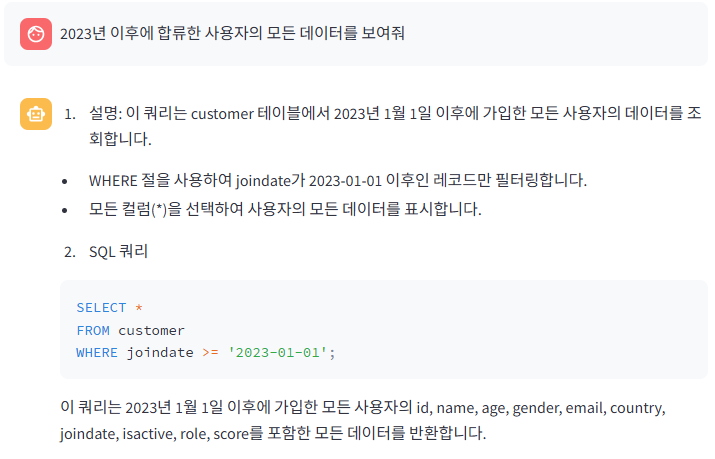 2023년 이후에 합류한 사용자의 모든 데이터를 보여줘
1. 설명: 이 쿼리는 customer 테이블에서 2023년 1월 1일 이후에 가입한 모든 사용자의 데이터를 조
회합니다.
• WHERE 절을 사용하여 joindate가 2023-01-01 이후인 레코드만 필터링합니다.
• 모든 컬럼(*)을 선택하여 사용자의 모든 데이터를 표시합니다.
2. SQL 쿼리
SELECT *
FROM customer
WHERE joindate >= '2023-01-01';
이 쿼리는 2023년 1월 1일 이후에 가입한 모든 사용자의 id, name, age, gender, email, country,
joindate, isactive, role, score를 포함한 모든 데이터를 반환합니다.